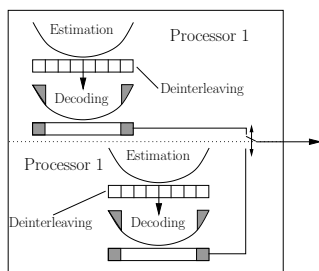 Estimation
Processor 1
Deinterleaving
Decoding
Processor 1
Estimation
Deinterleaving
Decoding